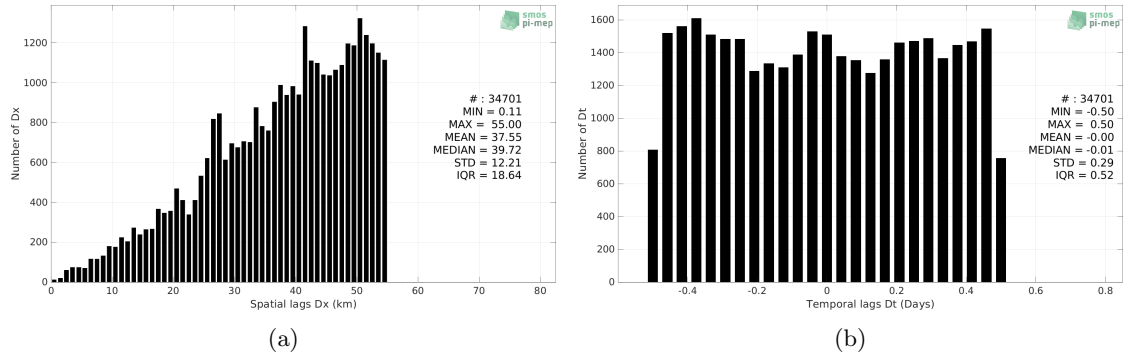 smos
pi-mep
1200
1000
800
600
400
200
0
Number of Dx
# : 34701
MIN = 0.11
MAX = 55.00
MEAN = 37.55
MEDIAN = 39.72
STD = 12.21
IQR = 18.64
0 10 20 30 40 50 60 70 80
Spatial lags Dx (km)
(a)
smos
pi-mep
1600
1400
1200
1000
800
600
400
200
0
Number of Dt
# : 34701
MIN = -0.50
MAX = 0.50
MEAN = -0.00
MEDIAN = -0.01
STD = 0.29
IQR = 0.52
-0.4 -0.2 0 0.2 0.4 0.6 0.8
Temporal lags Dt (Days)
(b)